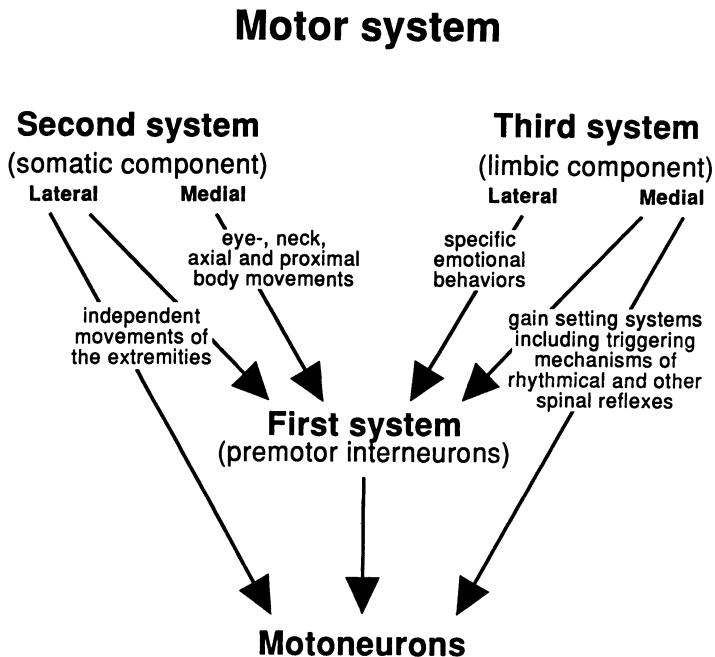 Motor system
Second system
(somatic component)
Lateral
Medial
Third system
(limbic component)
Lateral
Medial
eye-, neck,
axial and proximal
body movements
specific
emotional
behaviors
independent
movements of
the extremities
gain setting systems
including triggering
mechanisms of
rhythmical and other
spinal reflexes
First system
(premotor interneurons)
Motoneurons